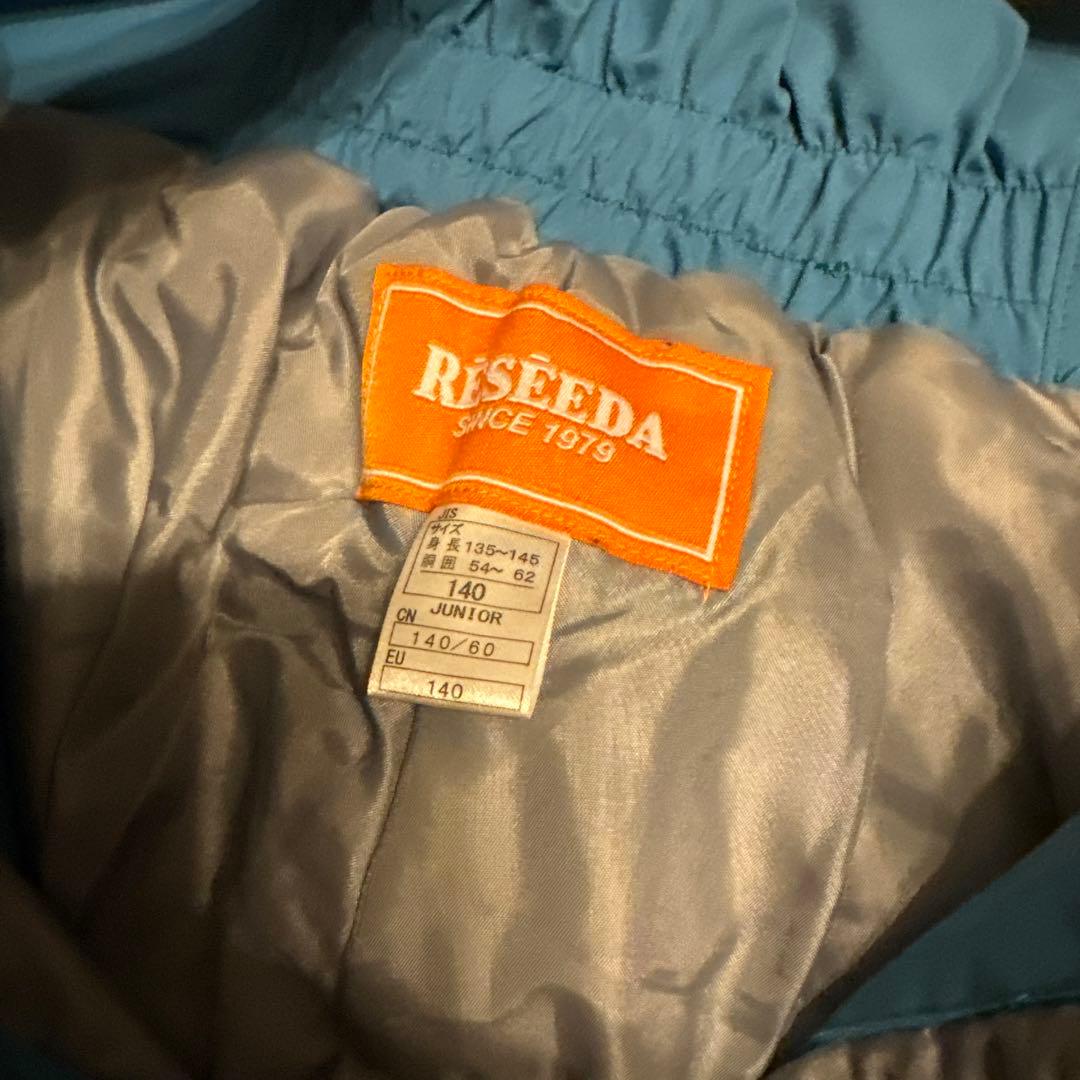 RĒSĒEDA
SINCE 1979
JIS
サイズ
身長 135～145
胴囲 54～ 62
140
JUNIOR
CN
140/60
EU
140